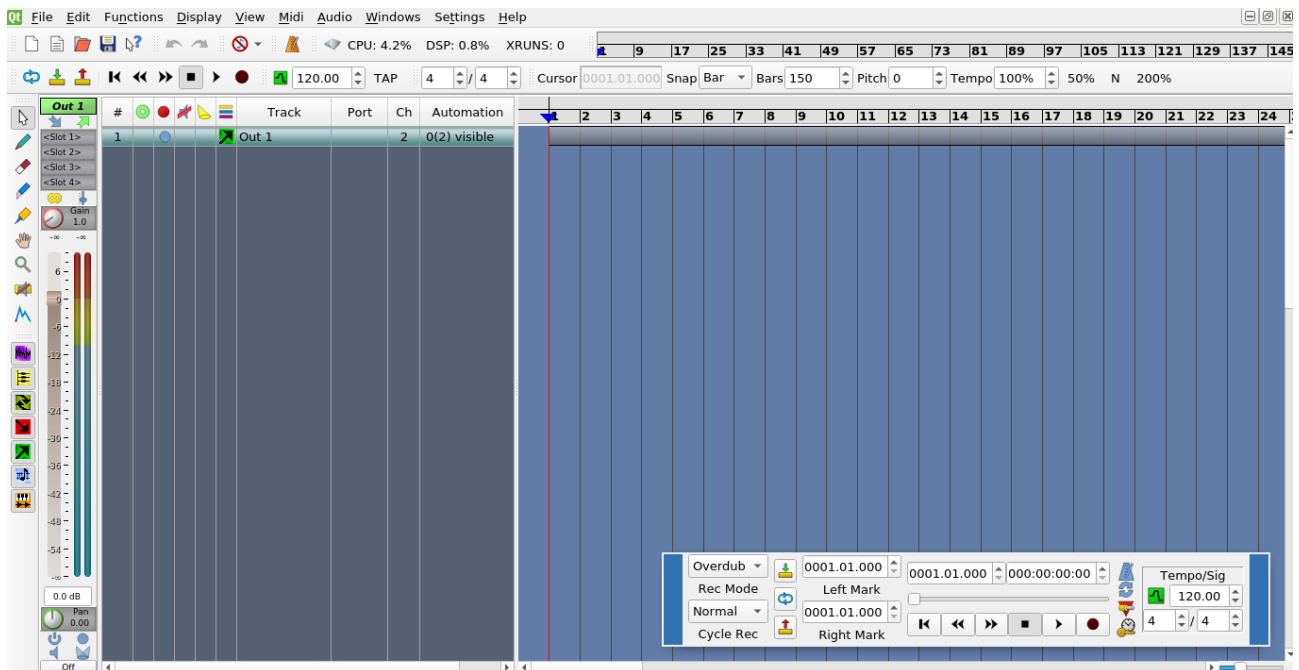 File Edit Functions Display View Midi Audio Windows Settings Help
CPU: 4.2% DSP: 0.8% XRUNS: 0
1 9 17 25 33 41 49 57 65 73 81 89 97 105 113 121 129 137 145
120.00 TAP 4 / 4 Cursor 0001.01.000 Snap Bar Bars 150 Pitch 0 Tempo 100% 50% N 200%
Out 1
# Track Port Ch Automation
1 2 3 4 5 6 7 8 9 10 11 12 13 14 15 16 17 18 19 20 21 22 23 24
<Slot 1>
1 Out 1 2 0(2) visible
<Slot 2>
<Slot 3>
<Slot 4>
Gain
1.0
-∞ -∞
6
0
-6
-12
-18
-24
-30
-36
-42
-48
-54
-∞
0.0 dB
Pan
0.00
Off
Overdub
Rec Mode
Normal
Cycle Rec
0001.01.000
Left Mark
0001.01.000
Right Mark
0001.01.000 000:00:00:00
Tempo/Sig
120.00
4 / 4